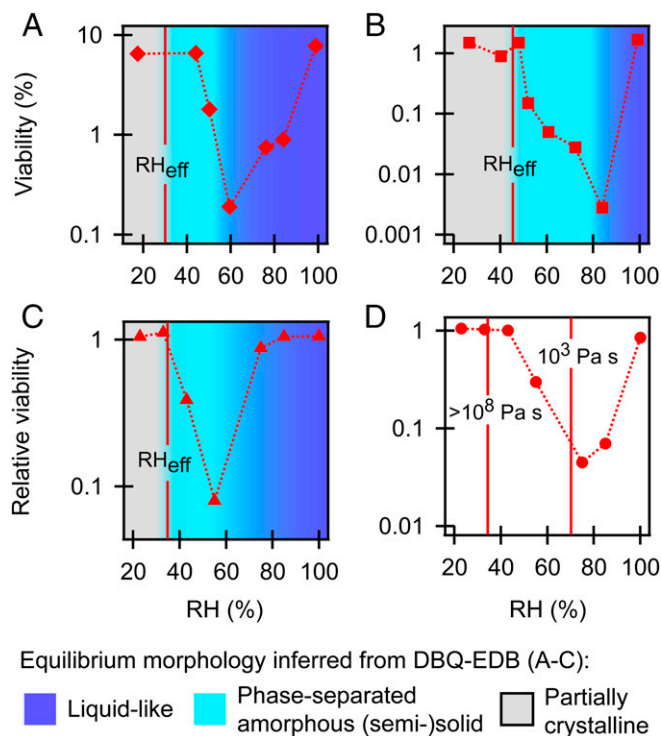 A
B
10
1
0.1
Viability (%)
RH_eff
20 40 60 80 100
1
0.1
0.01
0.001
RH_eff
20 40 60 80 100
C
D
1
0.1
Relative viability
RH_eff
20 40 60 80 100
RH (%)
1
0.1
0.01
>10⁸ Pa s
10³ Pa s
20 40 60 80 100
RH (%)
Equilibrium morphology inferred from DBQ-EDB (A-C):
Liquid-like
Phase-separated
amorphous (semi-)solid
Partially
crystalline